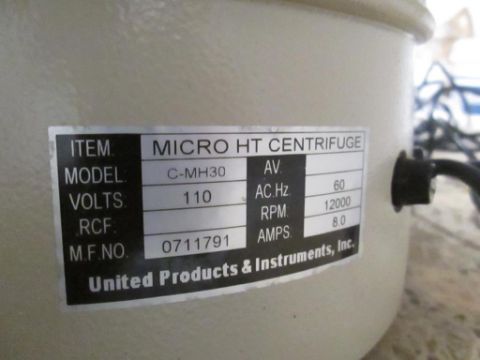 ITEM. MICRO HT CENTRIFUGE
MODEL. C-MH30 AV.
VOLTS. 110 AC.Hz. 60
.RCF. RPM. 12000
M.F.NO. 0711791 AMPS. 8.0
United Products & Instruments, Inc.